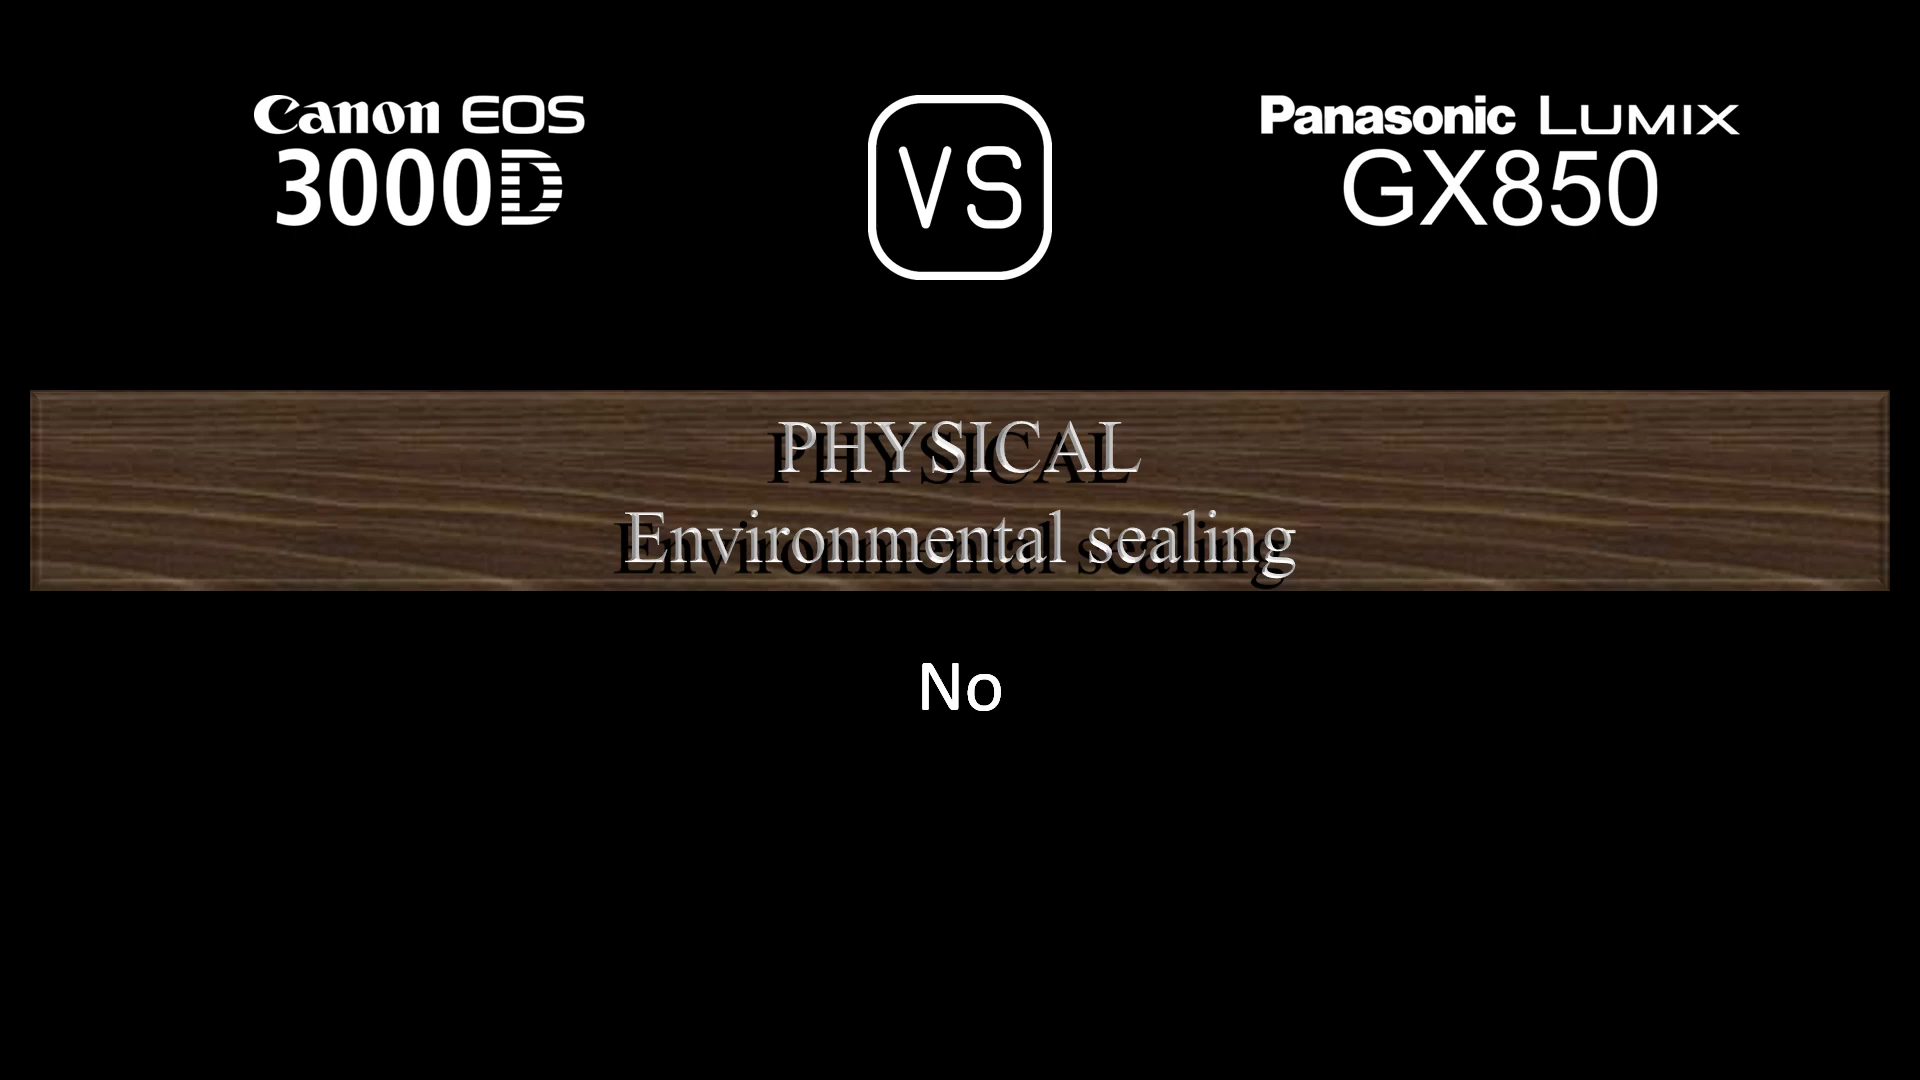 Canon EOS
3000D
VS
Panasonic LUMIX
GX850
PHYSICAL
Environmental sealing
No